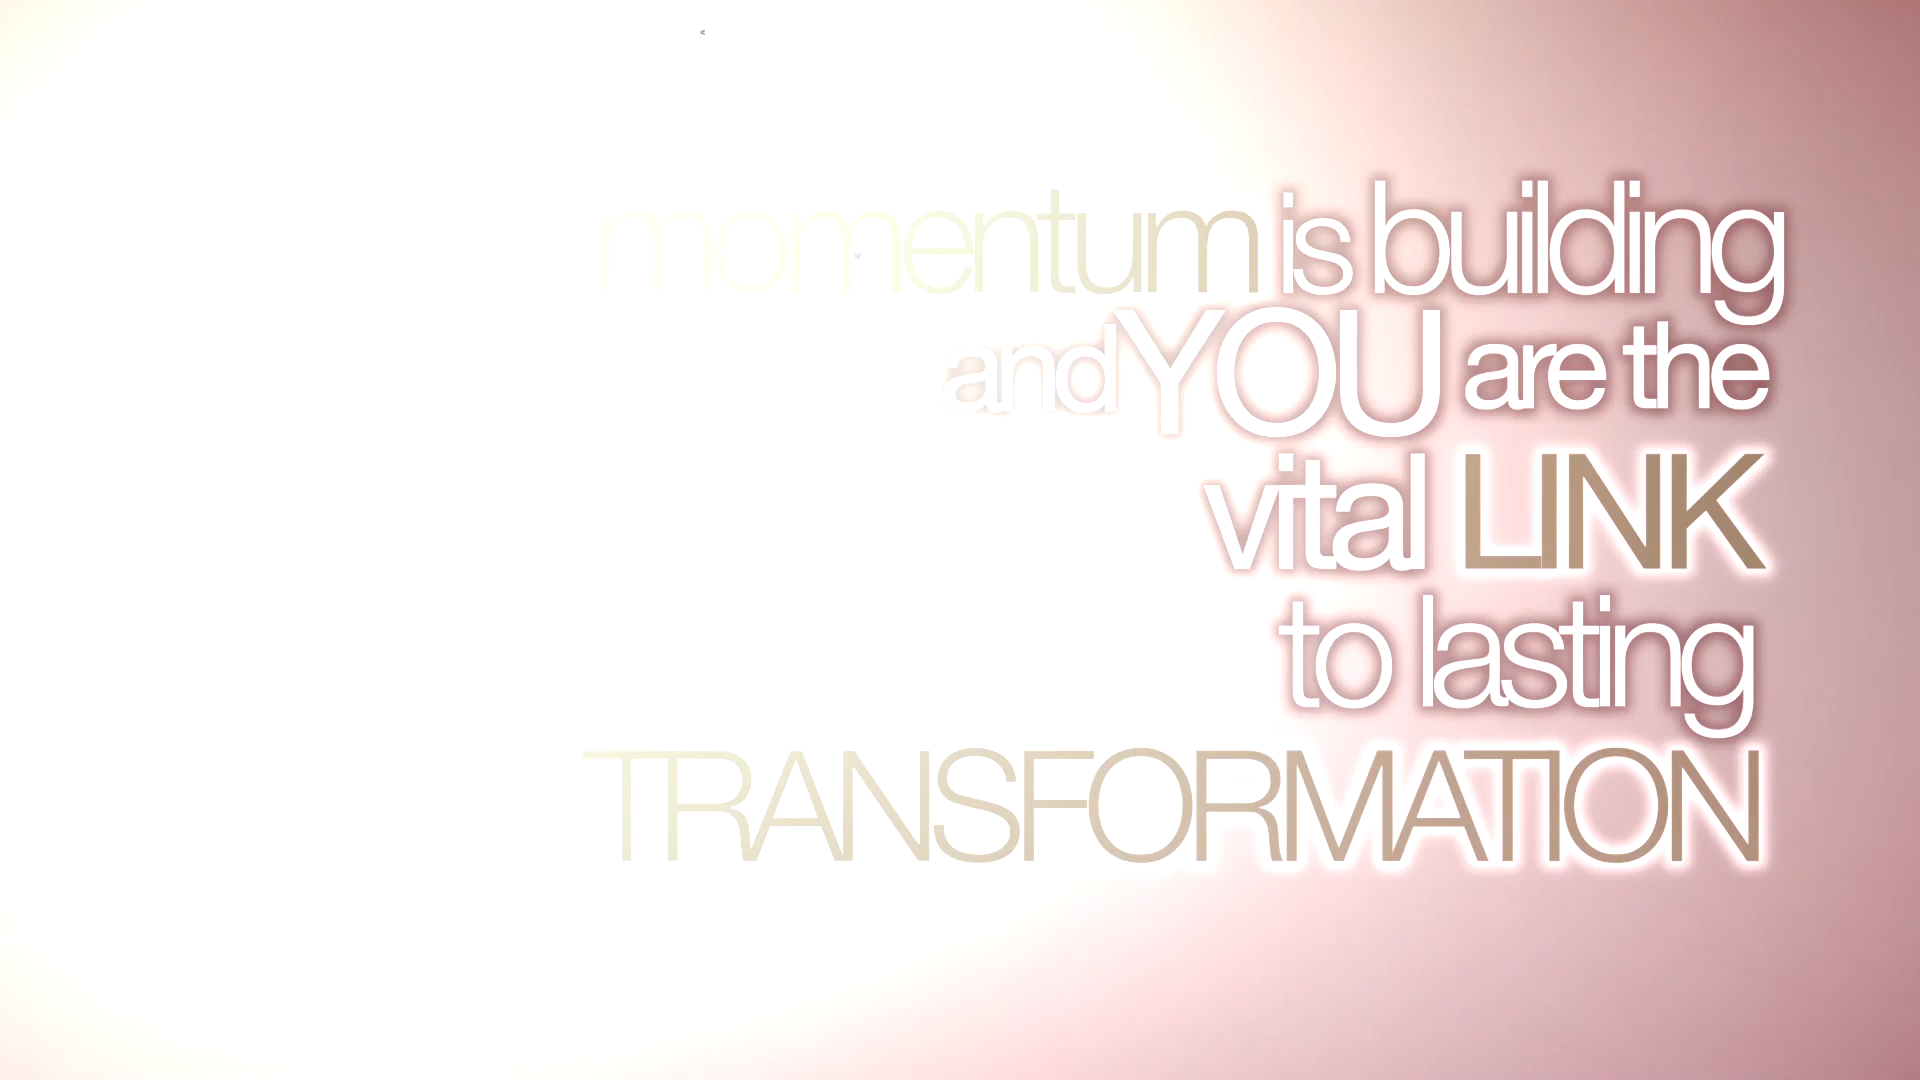 momentum is building
and YOU are the
vital LINK
to lasting
TRANSFORMATION